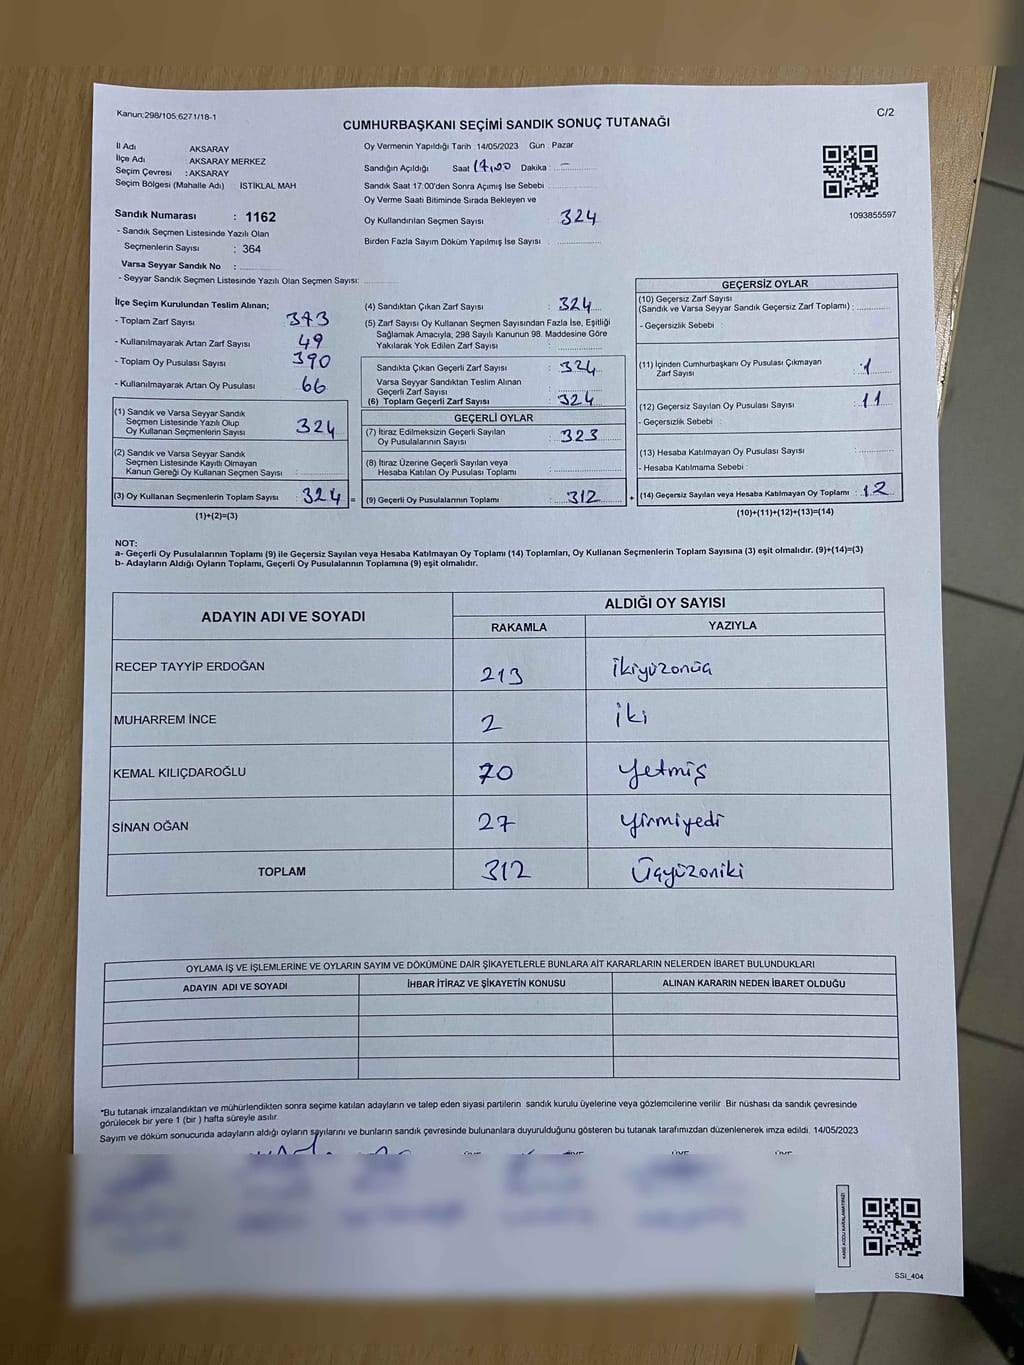 Kanun:298/105.6271/18-1
C/2
CUMHURBAŞKANI SEÇİMİ SANDIK SONUÇ TUTANAĞI
İl Adı AKSARAY
İlçe Adı AKSARAY MERKEZ
Seçim Çevresi : AKSARAY
Seçim Bölgesi (Mahalle Adı) İSTİKLAL MAH
Sandık Numarası : 1162
- Sandık Seçmen Listesinde Yazılı Olan
Seçmenlerin Sayısı : 364
Varsa Seyyar Sandık No :
- Seyyar Sandık Seçmen Listesinde Yazılı Olan Seçmen Sayısı:
Oy Vermenin Yapıldığı Tarih : 14/05/2023 Gün : Pazar
Sandığın Açıldığı Saat 17,00 Dakika : –
Sandık Saat 17:00'den Sonra Açımış İse Sebebi :
Oy Verme Saati Bitiminde Sırada Bekleyen ve
Oy Kullandırılan Seçmen Sayısı : 324
Birden Fazla Sayım Döküm Yapılmış İse Sayısı :
1093855597
İlçe Seçim Kurulundan Teslim Alınan;
- Toplam Zarf Sayısı 373
- Kullanılmayarak Artan Zarf Sayısı 49
- Toplam Oy Pusulası Sayısı 390
- Kullanılmayarak Artan Oy Pusulası 66
(1) Sandık ve Varsa Seyyar Sandık
Seçmen Listesinde Yazılı Olup
Oy Kullanan Seçmenlerin Sayısı 324
(2) Sandık ve Varsa Seyyar Sandık
Seçmen Listesinde Kayıtlı Olmayan
Kanun Gereği Oy Kullanan Seçmen Sayısı :
(3) Oy Kullanan Seçmenlerin Toplam Sayısı : 324 =
(1)+(2)=(3)
(4) Sandıktan Çıkan Zarf Sayısı : 324
(5) Zarf Sayısı Oy Kullanan Seçmen Sayısından Fazla İse, Eşitliği
Sağlamak Amacıyla, 298 Sayılı Kanunun 98. Maddesine Göre
Yakılarak Yok Edilen Zarf Sayısı :
Sandıkta Çıkan Geçerli Zarf Sayısı : 324
Varsa Seyyar Sandıktan Teslim Alınan
Geçerli Zarf Sayısı :
(6) Toplam Geçerli Zarf Sayısı : 324
GEÇERLİ OYLAR
(7) İtiraz Edilmeksizin Geçerli Sayılan
Oy Pusulalarının Sayısı : 323
(8) İtiraz Üzerine Geçerli Sayılan veya
Hesaba Katılan Oy Pusulası Toplamı :
(9) Geçerli Oy Pusulalarının Toplamı : 312 +
GEÇERSİZ OYLAR
(10) Geçersiz Zarf Sayısı
(Sandık ve Varsa Seyyar Sandık Geçersiz Zarf Toplamı) :
- Geçersizlik Sebebi :
(11) İçinden Cumhurbaşkanı Oy Pusulası Çıkmayan
Zarf Sayısı : 1
(12) Geçersiz Sayılan Oy Pusulası Sayısı : 11
- Geçersizlik Sebebi :
(13) Hesaba Katılmayan Oy Pusulası Sayısı :
- Hesaba Katılmama Sebebi :
(14) Geçersiz Sayılan veya Hesaba Katılmayan Oy Toplamı : 12
(10)+(11)+(12)+(13)=(14)
NOT:
a- Geçerli Oy Pusulalarının Toplamı (9) ile Geçersiz Sayılan veya Hesaba Katılmayan Oy Toplamı (14) Toplamları, Oy Kullanan Seçmenlerin Toplam Sayısına (3) eşit olmalıdır. (9)+(14)=(3)
b- Adayların Aldığı Oyların Toplamı, Geçerli Oy Pusulalarının Toplamına (9) eşit olmalıdır.
ADAYIN ADI VE SOYADI ALDIĞI OY SAYISI
RAKAMLA YAZIYLA
RECEP TAYYİP ERDOĞAN 213 İkiyüzonüç
MUHARREM İNCE 2 İki
KEMAL KILIÇDAROĞLU 70 Yetmiş
SİNAN OĞAN 27 Yirmiyedi
TOPLAM 312 Üçyüzoniki
OYLAMA İŞ VE İŞLEMLERİNE VE OYLARIN SAYIM VE DÖKÜMÜNE DAİR ŞİKAYETLERLE BUNLARA AİT KARARLARIN NELERDEN İBARET BULUNDUKLARI
ADAYIN ADI VE SOYADI İHBAR İTİRAZ VE ŞİKAYETİN KONUSU ALINAN KARARIN NEDEN İBARET OLDUĞU
*Bu tutanak imzalandıktan ve mühürlendikten sonra seçime katılan adayların ve talep eden siyasi partilerin sandık kurulu üyelerine veya gözlemcilerine verilir. Bir nüshası da sandık çevresinde
görülecek bir yere 1 (bir ) hafta süreyle asılır.
Sayım ve döküm sonucunda adayların aldığı oyların sayılarını ve bunların sandık çevresinde bulunanlara duyurulduğunu gösteren bu tutanak tarafımızdan düzenlenerek imza edildi. 14/05/2023
KARE KODU KARALAMAYINIZ!
SSI_404